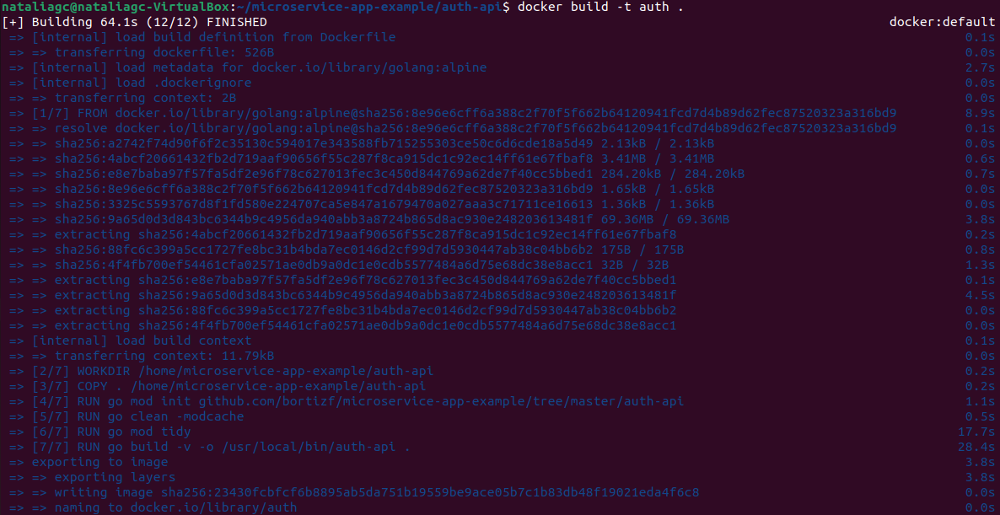 nataliagc@nataliagc-VirtualBox:~/microservice-app-example/auth-api$ docker build -t auth .
[+] Building 64.1s (12/12) FINISHED docker:default
=> [internal] load build definition from Dockerfile 0.1s
=> => transferring dockerfile: 526B 0.0s
=> [internal] load metadata for docker.io/library/golang:alpine 2.7s
=> [internal] load .dockerignore 0.0s
=> => transferring context: 2B 0.0s
=> [1/7] FROM docker.io/library/golang:alpine@sha256:8e96e6cff6a388c2f70f5f662b64120941fcd7d4b89d62fec87520323a316bd9 8.9s
=> => resolve docker.io/library/golang:alpine@sha256:8e96e6cff6a388c2f70f5f662b64120941fcd7d4b89d62fec87520323a316bd9 0.1s
=> => sha256:a2742f74d90f6f2c35130c594017e343588fb715255303ce50c6d6cde18a5d49 2.13kB / 2.13kB 0.0s
=> => sha256:4abcf20661432fb2d719aaf90656f55c287f8ca915dc1c92ec14ff61e67fbaf8 3.41MB / 3.41MB 0.6s
=> => sha256:e8e7baba97f57fa5df2e96f78c627013fec3c450d844769a62de7f40cc5bbed1 284.20kB / 284.20kB 0.7s
=> => sha256:8e96e6cff6a388c2f70f5f662b64120941fcd7d4b89d62fec87520323a316bd9 1.65kB / 1.65kB 0.0s
=> => sha256:3325c5593767d8f1fd580e224707ca5e847a1679470a027aaa3c71711ce16613 1.36kB / 1.36kB 0.0s
=> => sha256:9a65d0d3d843bc6344b9c4956da940abb3a8724b865d8ac930e248203613481f 69.36MB / 69.36MB 3.8s
=> => extracting sha256:4abcf20661432fb2d719aaf90656f55c287f8ca915dc1c92ec14ff61e67fbaf8 0.2s
=> => sha256:88fc6c399a5cc1727fe8bc31b4bda7ec0146d2cf99d7d5930447ab38c04bb6b2 175B / 175B 0.8s
=> => sha256:4f4fb700ef54461cfa02571ae0db9a0dc1e0cdb5577484a6d75e68dc38e8acc1 32B / 32B 1.3s
=> => extracting sha256:e8e7baba97f57fa5df2e96f78c627013fec3c450d844769a62de7f40cc5bbed1 0.1s
=> => extracting sha256:9a65d0d3d843bc6344b9c4956da940abb3a8724b865d8ac930e248203613481f 4.5s
=> => extracting sha256:88fc6c399a5cc1727fe8bc31b4bda7ec0146d2cf99d7d5930447ab38c04bb6b2 0.0s
=> => extracting sha256:4f4fb700ef54461cfa02571ae0db9a0dc1e0cdb5577484a6d75e68dc38e8acc1 0.0s
=> [internal] load build context 0.1s
=> => transferring context: 11.79kB 0.0s
=> [2/7] WORKDIR /home/microservice-app-example/auth-api 0.2s
=> [3/7] COPY . /home/microservice-app-example/auth-api 0.2s
=> [4/7] RUN go mod init github.com/bortizf/microservice-app-example/tree/master/auth-api 1.1s
=> [5/7] RUN go clean -modcache 0.5s
=> [6/7] RUN go mod tidy 17.7s
=> [7/7] RUN go build -v -o /usr/local/bin/auth-api . 28.4s
=> exporting to image 3.8s
=> => exporting layers 3.8s
=> => writing image sha256:23430fcbfcf6b8895ab5da751b19559be9ace05b7c1b83db48f19021eda4f6c8 0.0s
=> => naming to docker.io/library/auth 0.0s